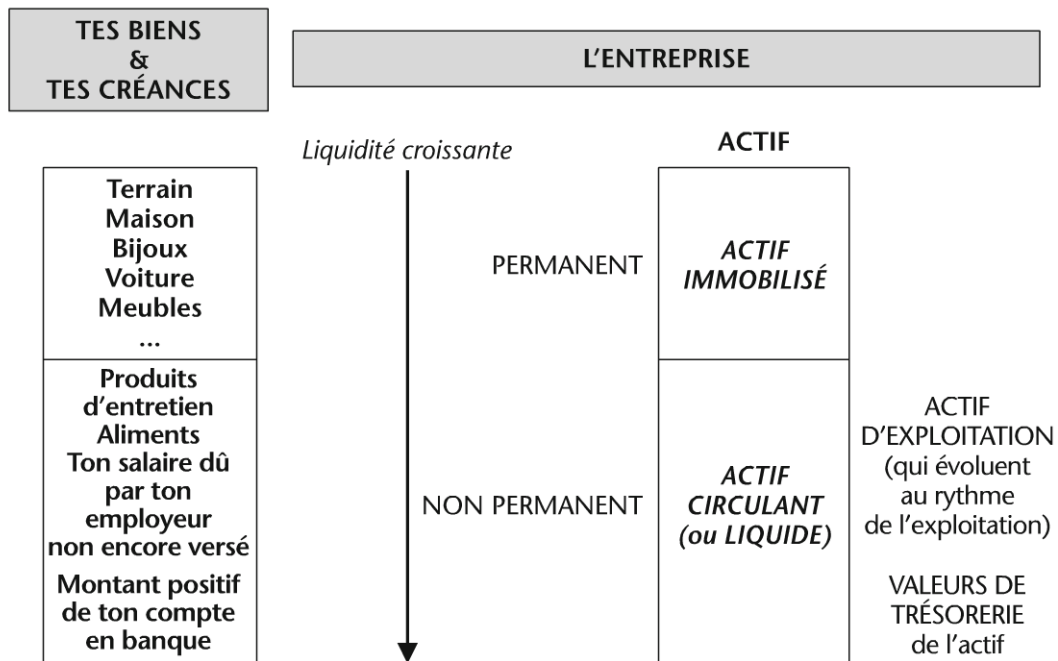 TES BIENS
&
TES CRÉANCES
L'ENTREPRISE
Liquidité croissante
ACTIF
Terrain
Maison
Bijoux
Voiture
Meubles
...
PERMANENT
ACTIF
IMMOBILISÉ
Produits
d'entretien
Aliments
Ton salaire dû
par ton
employeur
non encore versé
Montant positif
de ton compte
en banque
NON PERMANENT
ACTIF
CIRCULANT
(ou LIQUIDE)
ACTIF
D'EXPLOITATION
(qui évoluent
au rythme
de l'exploitation)
VALEURS DE
TRÉSORERIE
de l'actif